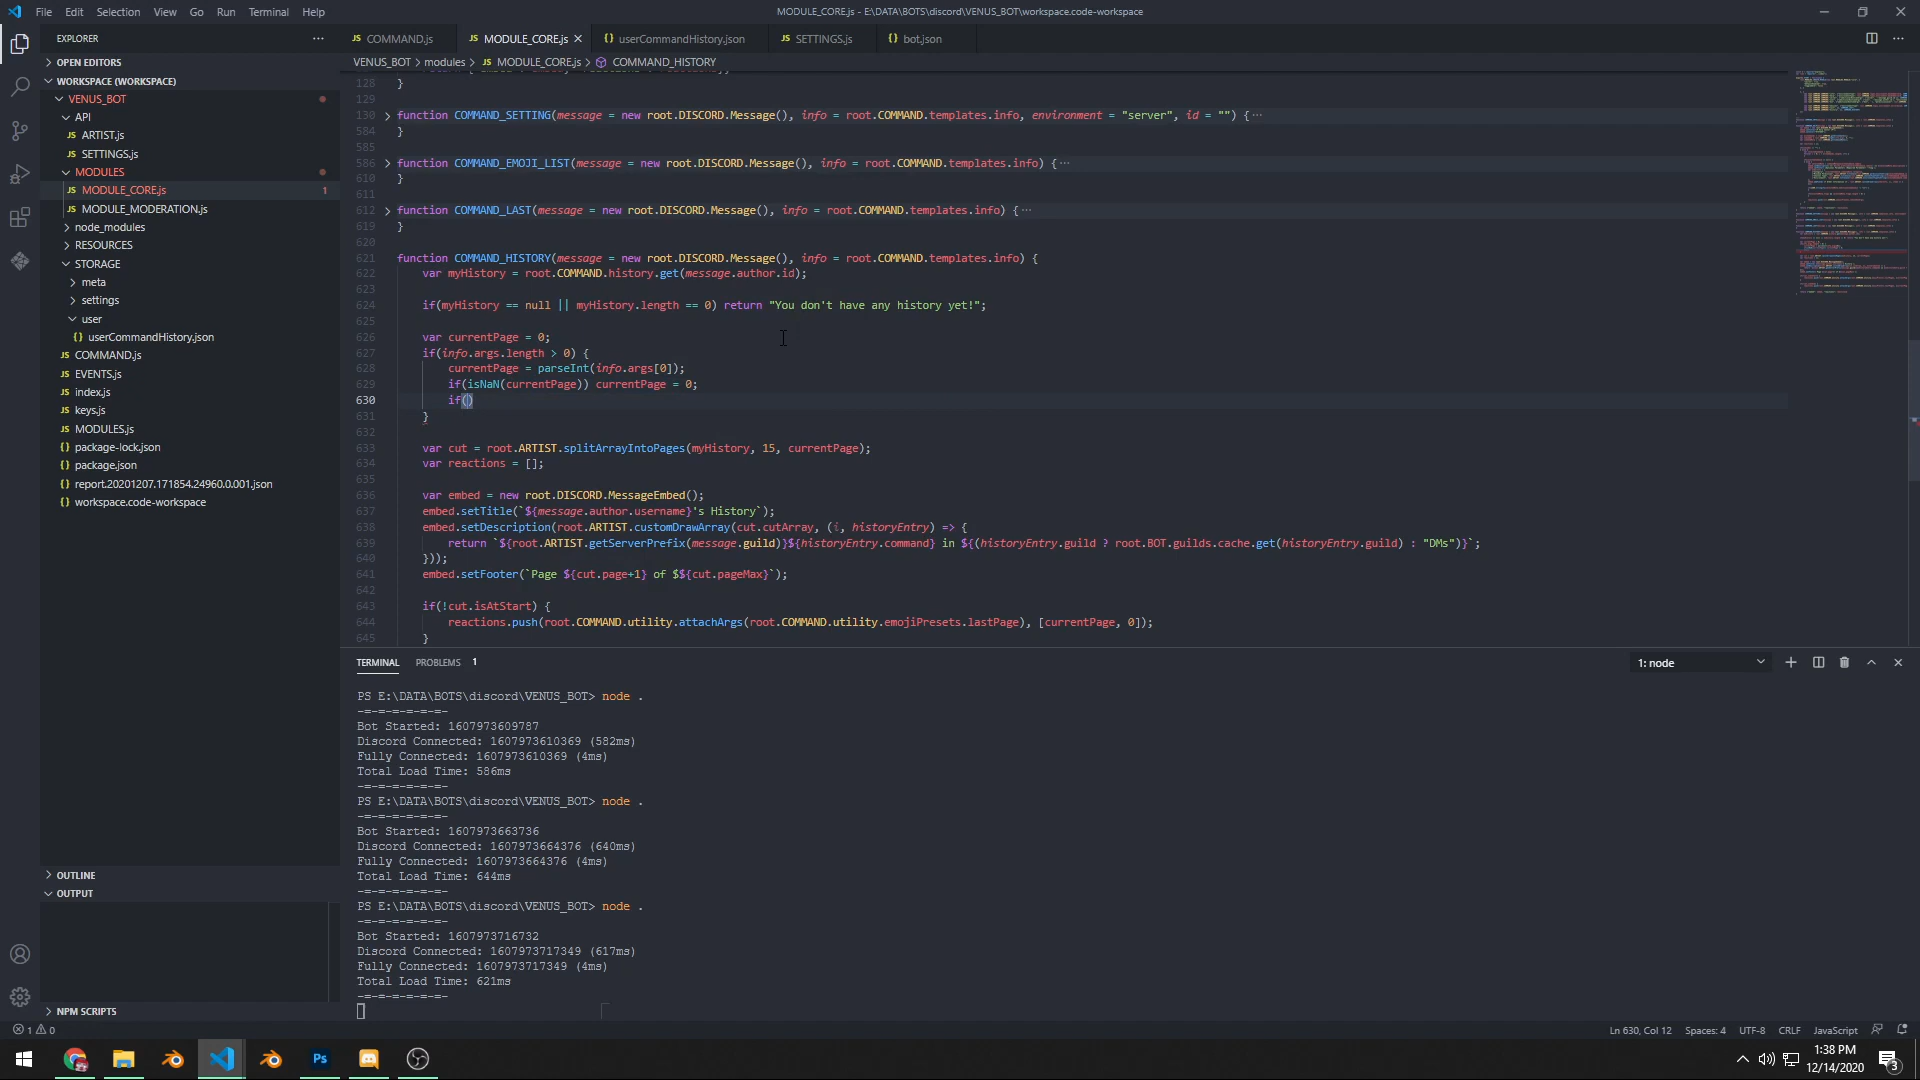 File Edit Selection View Go Run Terminal Help
MODULE_CORE.js - E:\DATA\BOTS\discord\VENUS_BOT\workspace.code-workspace
EXPLORER
OPEN EDITORS
WORKSPACE (WORKSPACE)
VENUS_BOT
API
JS ARTIST.js
JS SETTINGS.js
MODULES
JS MODULE_CORE.js 1
JS MODULE_MODERATION.js
node_modules
RESOURCES
STORAGE
meta
settings
user
{} userCommandHistory.json
JS COMMAND.js
JS EVENTS.js
JS index.js
JS keys.js
JS MODULES.js
{} package-lock.json
{} package.json
{} report.20201207.171854.24960.0.001.json
{} workspace.code-workspace
OUTLINE
OUTPUT
NPM SCRIPTS
JS COMMAND.js
JS MODULE_CORE.js
{} userCommandHistory.json
JS SETTINGS.js
{} bot.json
VENUS_BOT > modules > JS MODULE_CORE.js > COMMAND_HISTORY
128 }
129
130 function COMMAND_SETTING(message = new root.DISCORD.Message(), info = root.COMMAND.templates.info, environment = "server", id = "") {…
584 }
585
586 function COMMAND_EMOJI_LIST(message = new root.DISCORD.Message(), info = root.COMMAND.templates.info) {…
610 }
611
612 function COMMAND_LAST(message = new root.DISCORD.Message(), info = root.COMMAND.templates.info) {…
619 }
620
621 function COMMAND_HISTORY(message = new root.DISCORD.Message(), info = root.COMMAND.templates.info) {
622 var myHistory = root.COMMAND.history.get(message.author.id);
623
624 if(myHistory == null || myHistory.length == 0) return "You don't have any history yet!";
625
626 var currentPage = 0;
627 if(info.args.length > 0) {
628 currentPage = parseInt(info.args[0]);
629 if(isNaN(currentPage)) currentPage = 0;
630 if()
631 }
632
633 var cut = root.ARTIST.splitArrayIntoPages(myHistory, 15, currentPage);
634 var reactions = [];
635
636 var embed = new root.DISCORD.MessageEmbed();
637 embed.setTitle(`${message.author.username}'s History`);
638 embed.setDescription(root.ARTIST.customDrawArray(cut.cutArray, (i, historyEntry) => {
639 return `${root.ARTIST.getServerPrefix(message.guild)}${historyEntry.command} in ${(historyEntry.guild ? root.BOT.guilds.cache.get(historyEntry.guild) : "DMs")}`;
640 }));
641 embed.setFooter(`Page ${cut.page+1} of $${cut.pageMax}`);
642
643 if(!cut.isAtStart) {
644 reactions.push(root.COMMAND.utility.attachArgs(root.COMMAND.utility.emojiPresets.lastPage), [currentPage, 0]);
645 }
TERMINAL PROBLEMS 1
1: node
PS E:\DATA\BOTS\discord\VENUS_BOT> node .
-=-=-=-=-=-
Bot Started: 1607973609787
Discord Connected: 1607973610369 (582ms)
Fully Connected: 1607973610369 (4ms)
Total Load Time: 586ms
-=-=-=-=-=-
PS E:\DATA\BOTS\discord\VENUS_BOT> node .
-=-=-=-=-=-
Bot Started: 1607973663736
Discord Connected: 1607973664376 (640ms)
Fully Connected: 1607973664376 (4ms)
Total Load Time: 644ms
-=-=-=-=-=-
PS E:\DATA\BOTS\discord\VENUS_BOT> node .
-=-=-=-=-=-
Bot Started: 1607973716732
Discord Connected: 1607973717349 (617ms)
Fully Connected: 1607973717349 (4ms)
Total Load Time: 621ms
-=-=-=-=-=-
1 0
Ln 630, Col 12 Spaces: 4 UTF-8 CRLF JavaScript
Ps
1:38 PM
12/14/2020
3